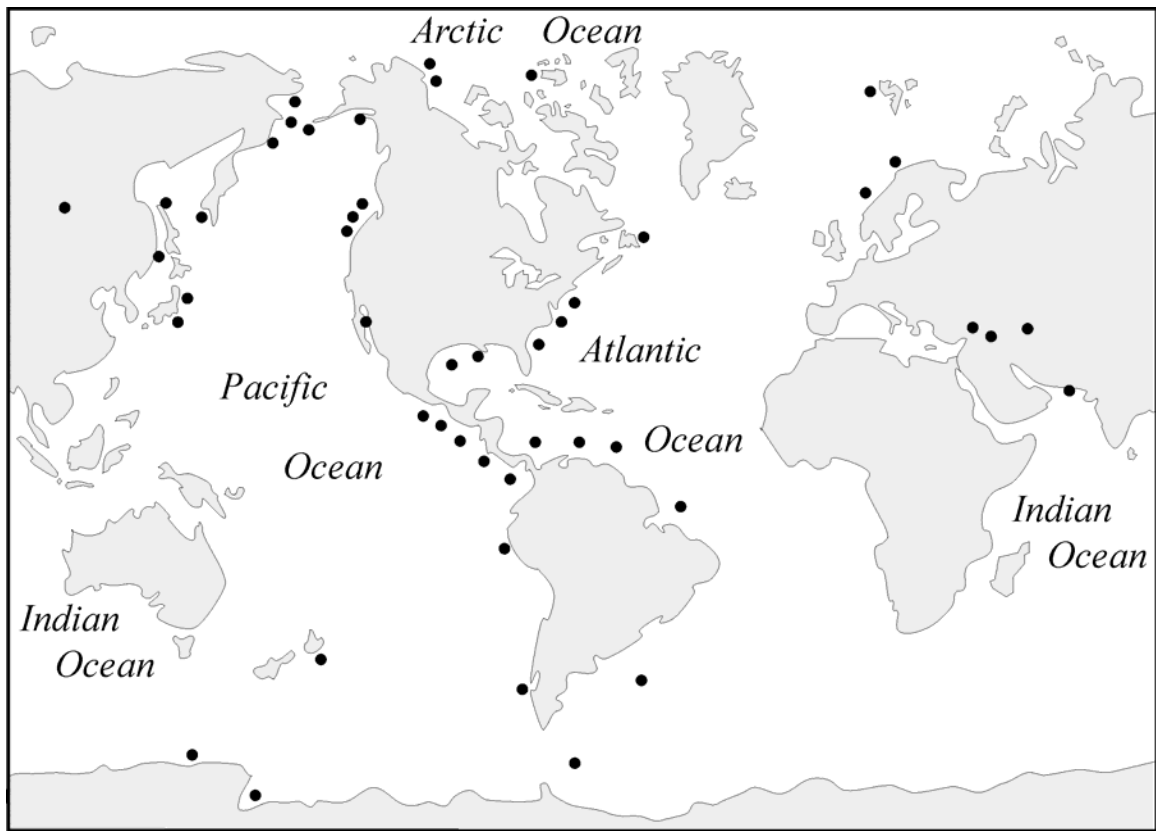 Arctic Ocean
Atlantic
Pacific
Ocean
Ocean
Indian
Ocean
Indian
Ocean